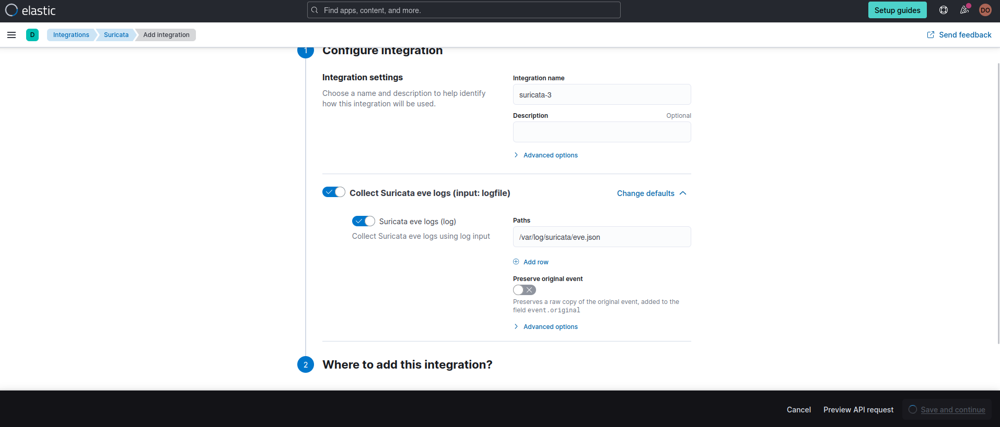 elastic
Find apps, content, and more.
Setup guides
DO
D
Integrations
Suricata
Add integration
Send feedback
1
Configure integration
Integration settings
Choose a name and description to help identify
how this integration will be used.
Integration name
suricata-3
Description
Optional
Advanced options
Collect Suricata eve logs (input: logfile)
Change defaults
Suricata eve logs (log)
Collect Suricata eve logs using log input
Paths
/var/log/suricata/eve.json
Add row
Preserve original event
Preserves a raw copy of the original event, added to the
field event.original
Advanced options
2
Where to add this integration?
Cancel
Preview API request
Save and continue